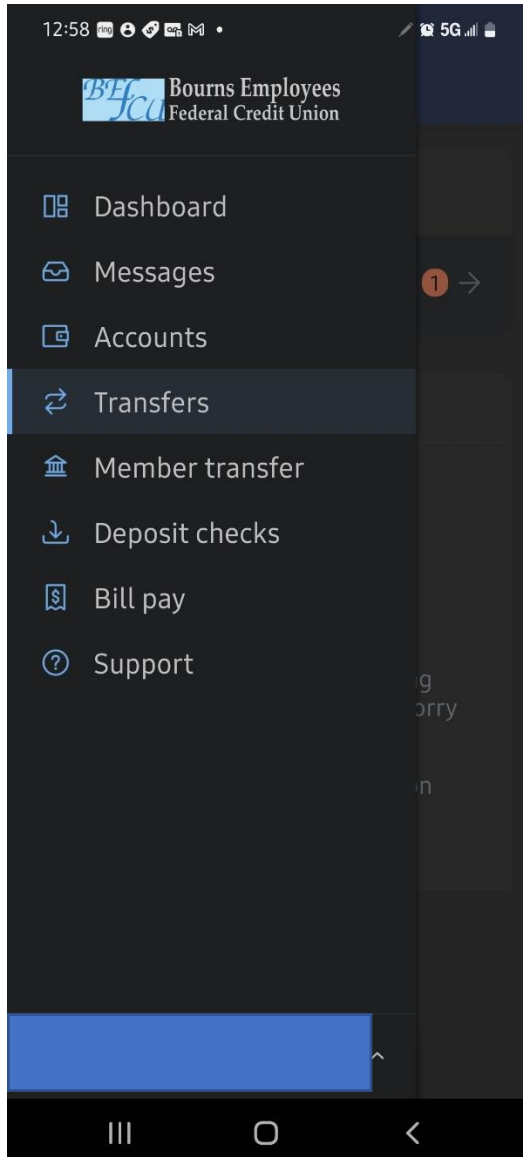 12:58 ring 5G
BEFCU Bourns Employees
Federal Credit Union
Dashboard
Messages
1
Accounts
Transfers
Member transfer
Deposit checks
Bill pay
Support
g
orry
n